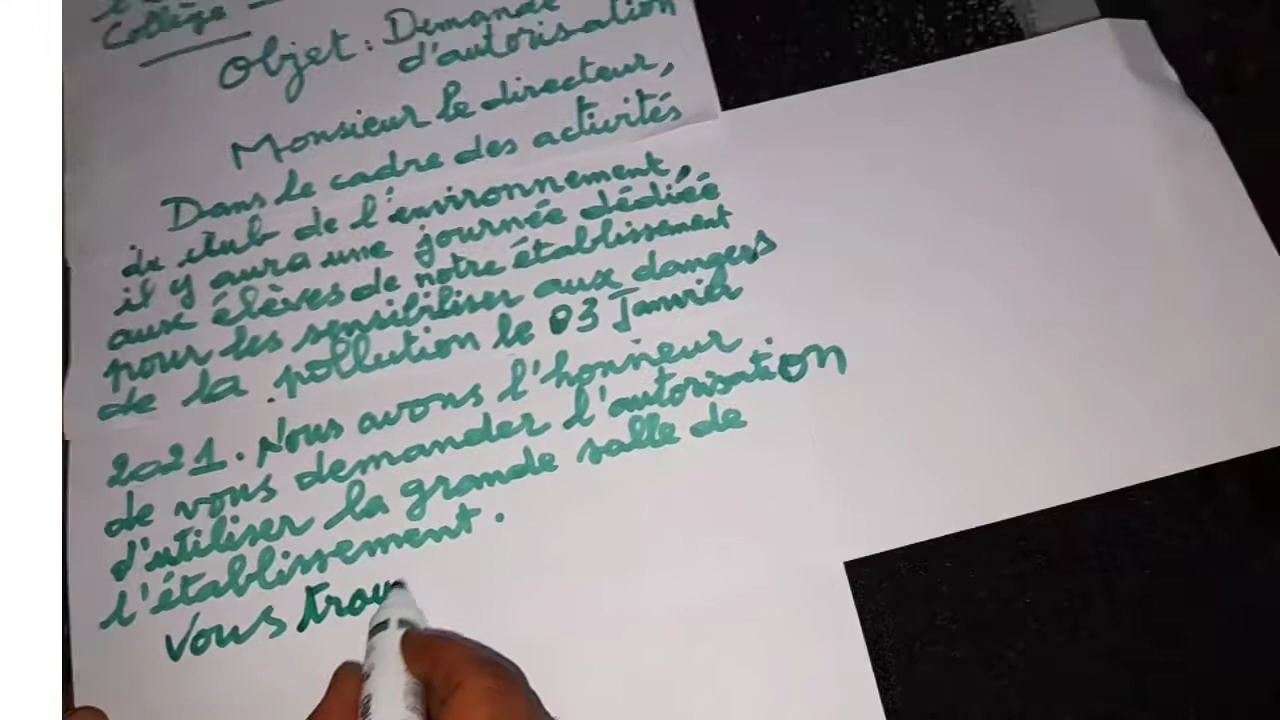 Collège
Objet : Demande
d'autorisation
Monsieur le directeur,
Dans le cadre des activités
du club de l'environnement,
il y aura une journée dédiée
aux élèves de notre établissement
pour les sensibiliser aux dangers
de la pollution le 03 Janvier
2021. Nous avons l'honneur
de vous demander l'autorisation
d'utiliser la grande salle de
l'établissement.
Vous trouv